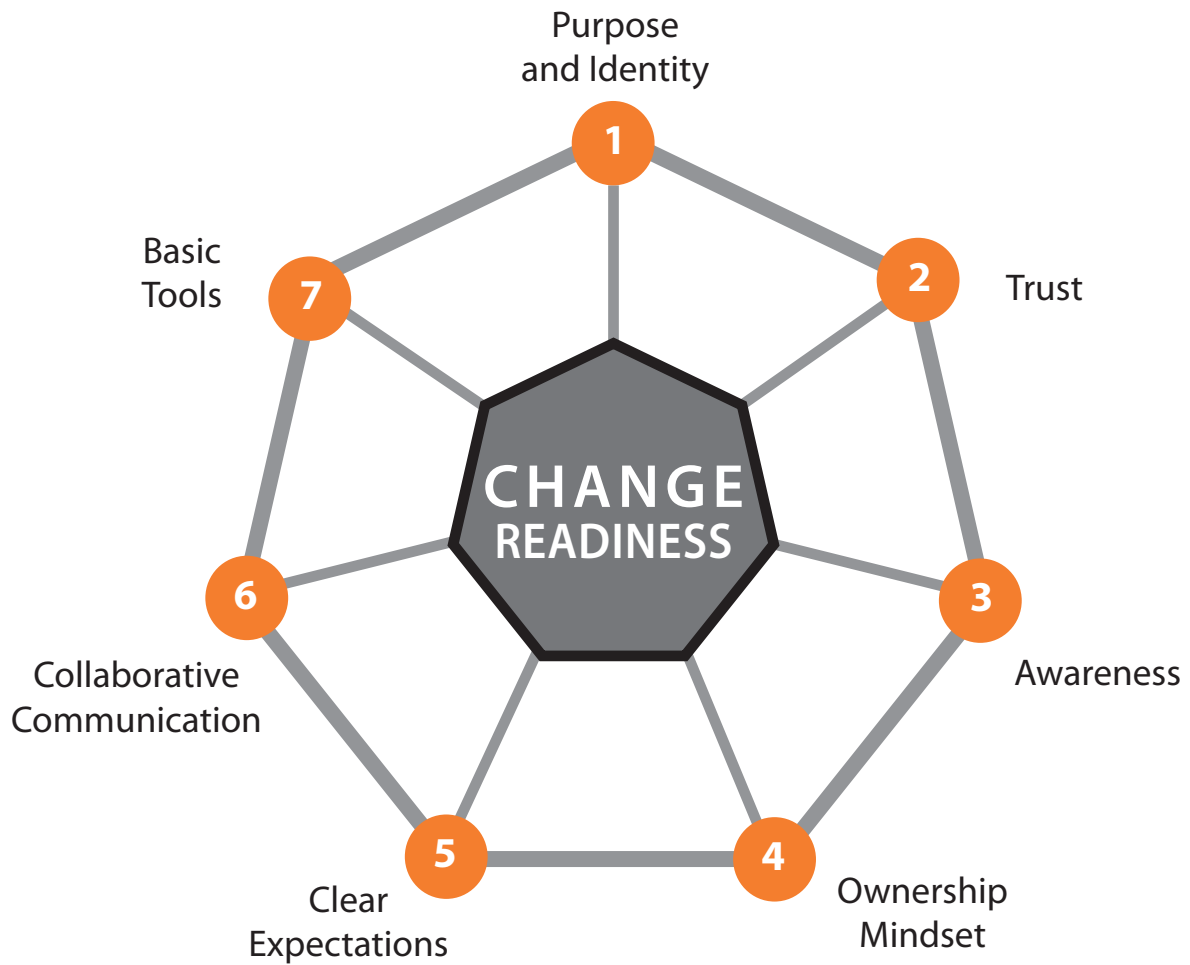 Purpose
and Identity
1
2
Trust
3
Awareness
4
Ownership
Mindset
5
Clear
Expectations
6
Collaborative
Communication
7
Basic
Tools
CHANGE
READINESS